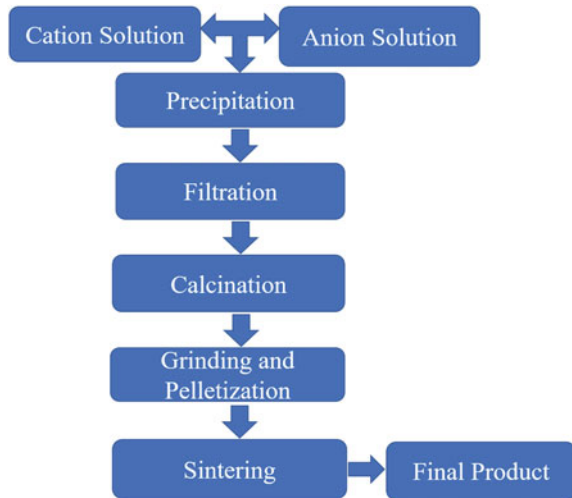 Cation Solution
Anion Solution
Precipitation
Filtration
Calcination
Grinding and
Pelletization
Sintering
Final Product